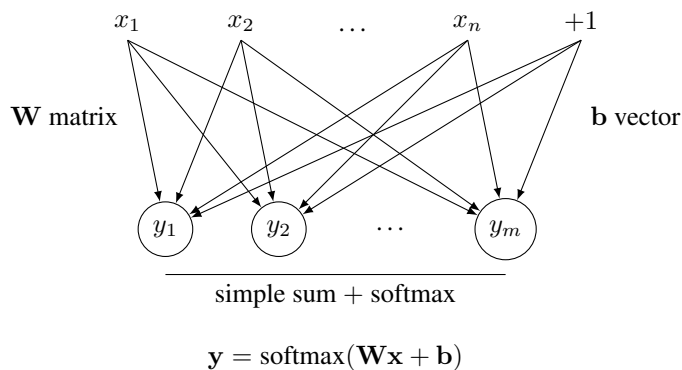 x₁ x₂ … xₙ +1
W matrix b vector
y₁ y₂ … yₘ
simple sum + softmax
y = softmax(Wx + b)